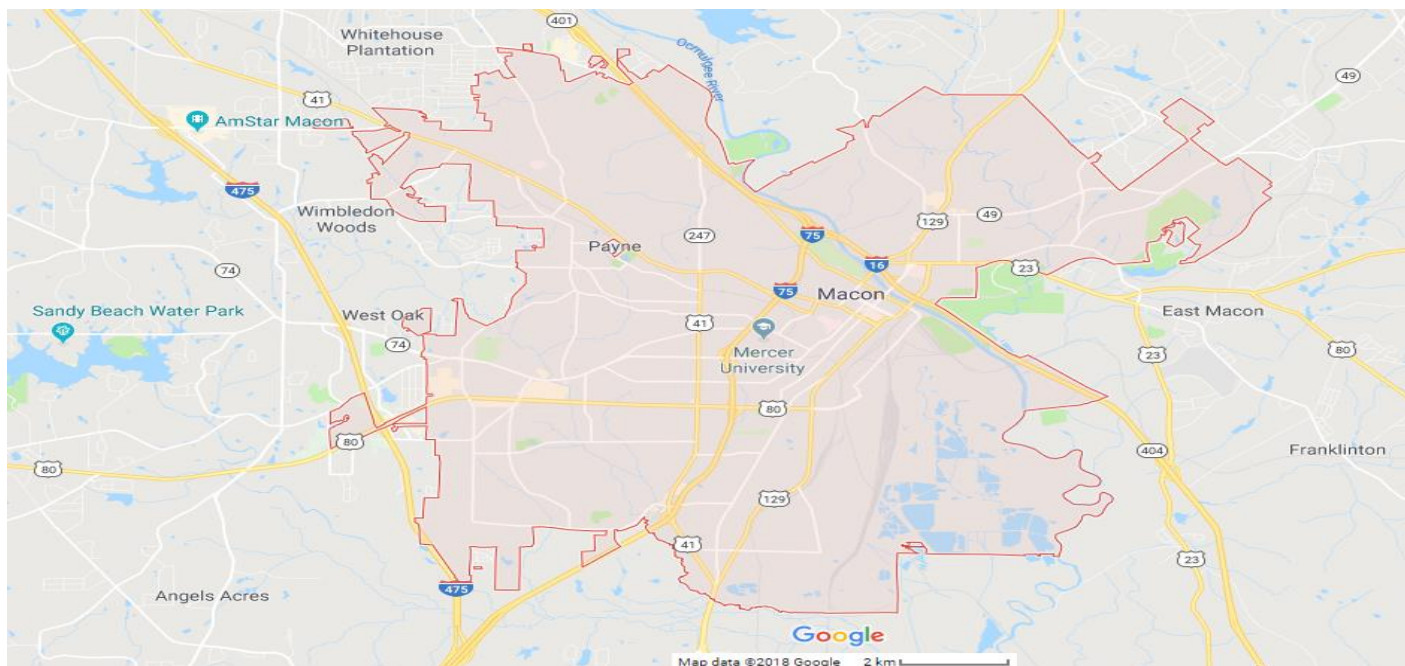 401
Whitehouse
Plantation
Ocmulgee River
49
41
AmStar Macon
475
Wimbledon
Woods
129
49
247
75
Payne
16
23
74
75
Macon
Sandy Beach Water Park
West Oak
41
East Macon
74
Mercer
University
23
80
80
80
80
404
Franklinton
129
41
23
475
Angels Acres
Google
Map data ©2018 Google 2 km